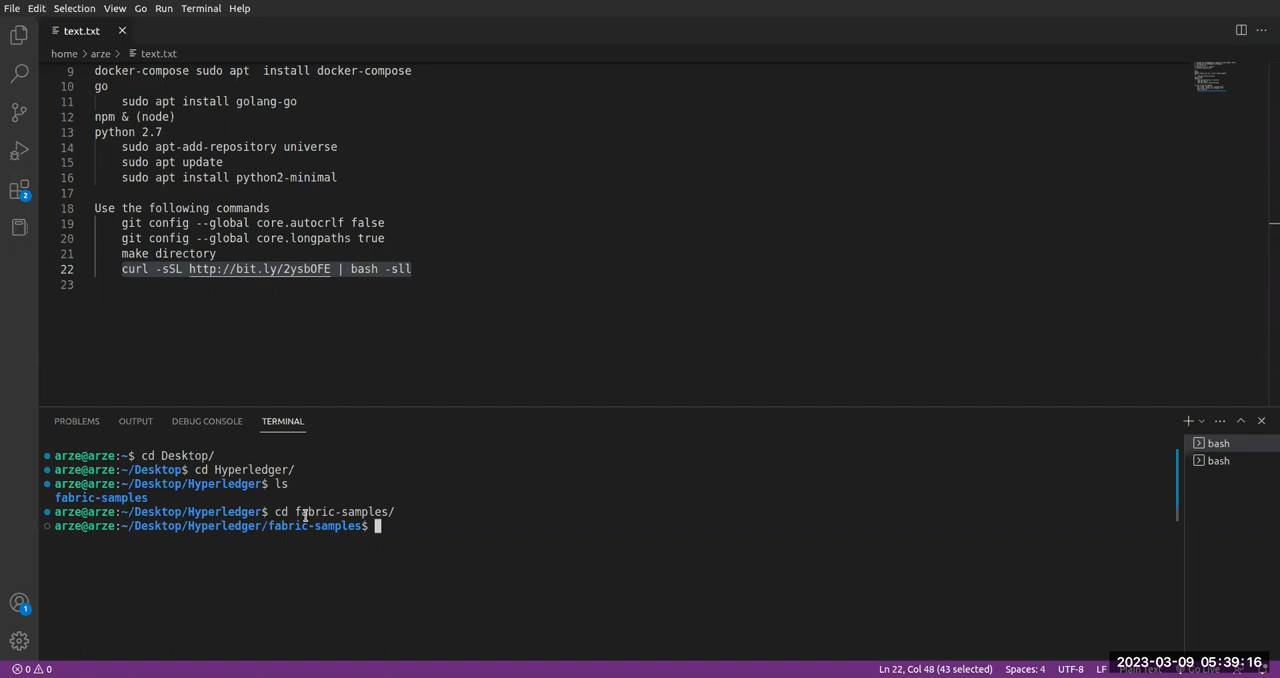 File Edit Selection View Go Run Terminal Help
text.txt
home > arze > text.txt
9 docker-compose sudo apt  install docker-compose
10 go
11 sudo apt install golang-go
12 npm & (node)
13 python 2.7
14 sudo apt-add-repository universe
15 sudo apt update
16 sudo apt install python2-minimal
17
18 Use the following commands
19 git config --global core.autocrlf false
20 git config --global core.longpaths true
21 make directory
22 curl -sSL http://bit.ly/2ysbOFE | bash -sll
23
2
PROBLEMS OUTPUT DEBUG CONSOLE TERMINAL
arze@arze:~$ cd Desktop/
arze@arze:~/Desktop$ cd Hyperledger/
arze@arze:~/Desktop/Hyperledger$ ls
fabric-samples
arze@arze:~/Desktop/Hyperledger$ cd fabric-samples/
arze@arze:~/Desktop/Hyperledger/fabric-samples$
bash
bash
1
0 0 Ln 22, Col 48 (43 selected) Spaces: 4 UTF-8 LF
2023-03-09 05:39:16